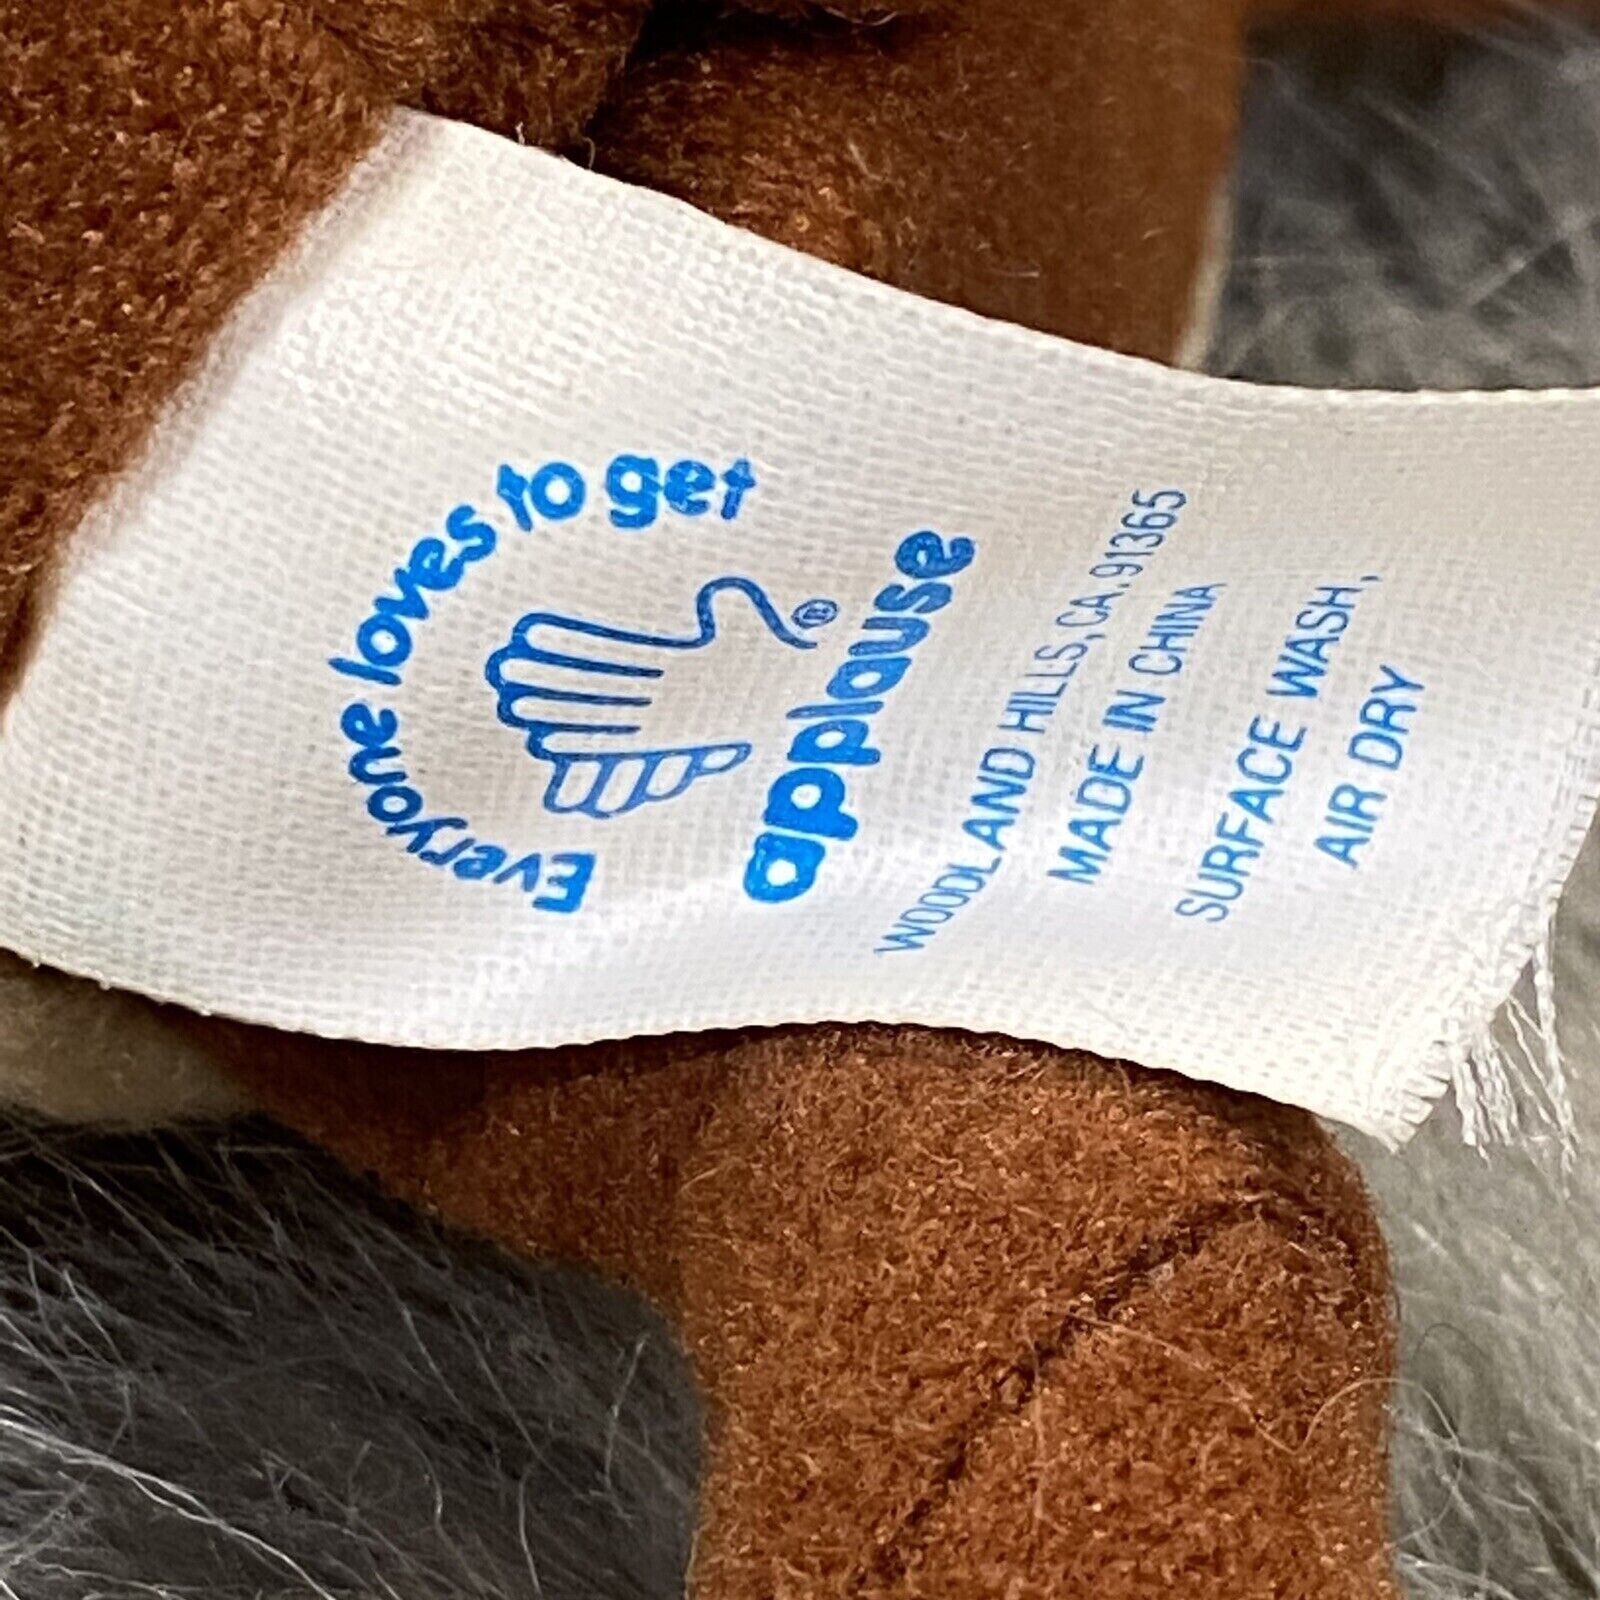 Everyone loves to get
®
applause
WOODLAND HILLS, CA. 91365
MADE IN CHINA
SURFACE WASH,
AIR DRY